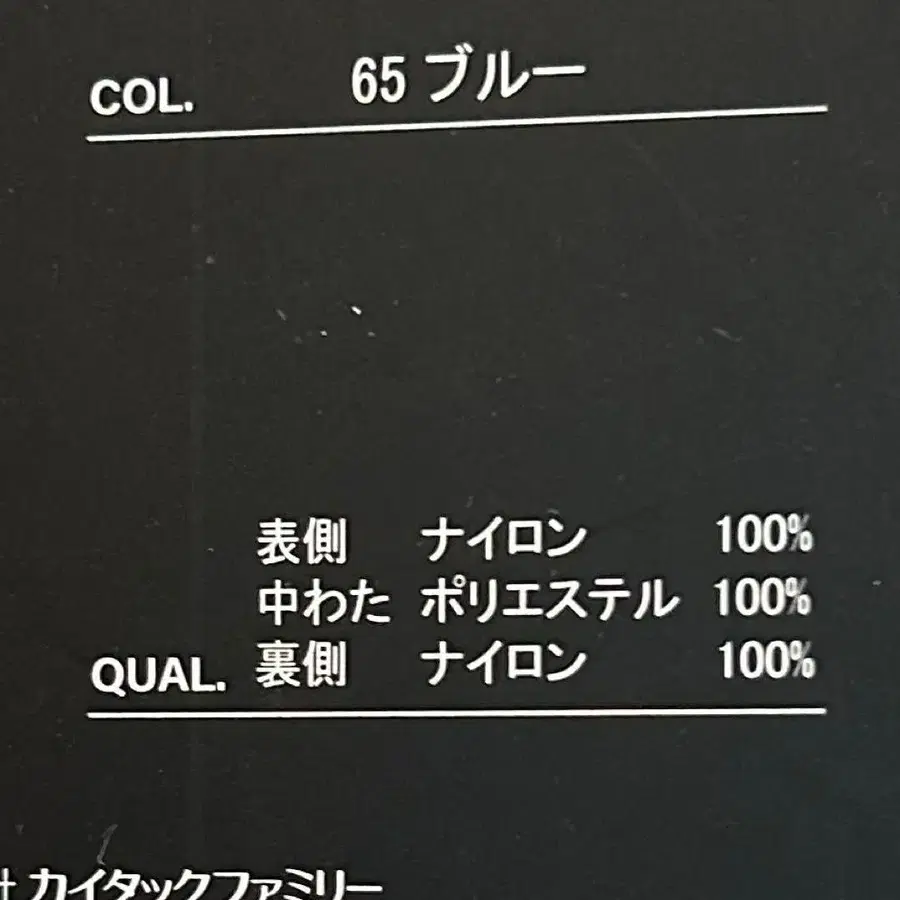 COL. 65 ブルー
表側 ナイロン 100%
中わた ポリエステル 100%
QUAL. 裏側 ナイロン 100%
カイタックファミリー